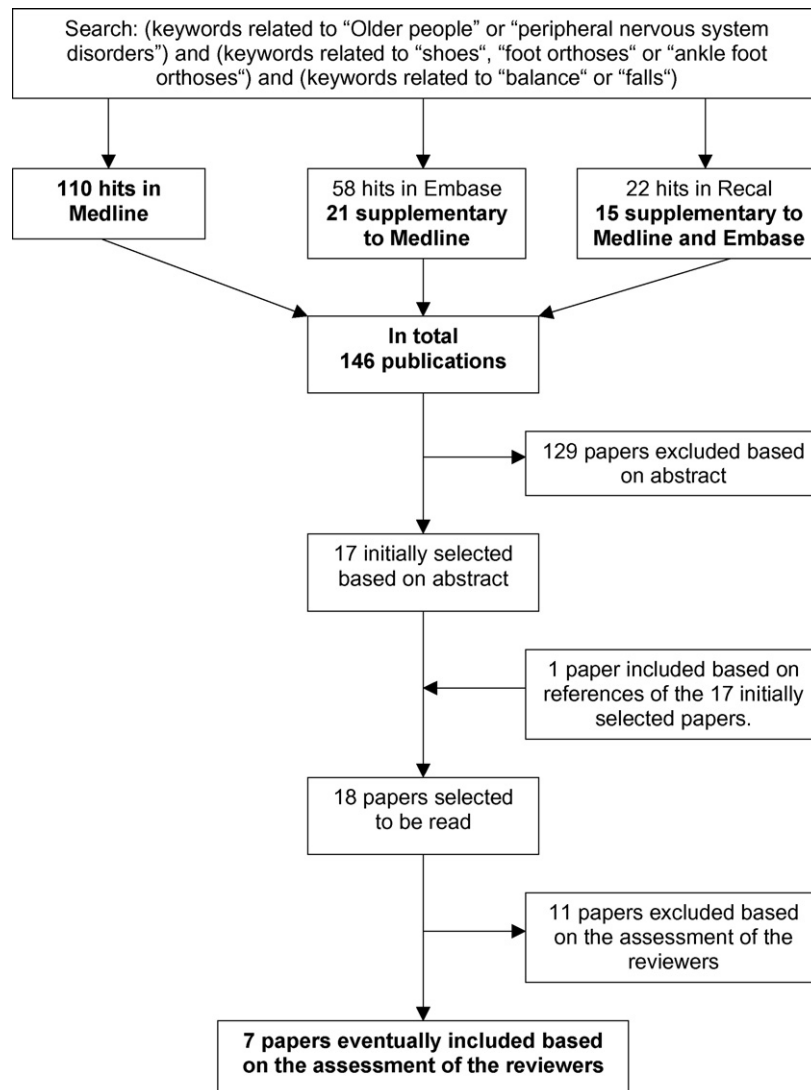 Search: (keywords related to “Older people” or “peripheral nervous system
disorders”) and (keywords related to “shoes“, “foot orthoses“ or “ankle foot
orthoses“) and (keywords related to “balance“ or “falls“)
110 hits in
Medline
58 hits in Embase
21 supplementary
to Medline
22 hits in Recal
15 supplementary to
Medline and Embase
In total
146 publications
129 papers excluded based
on abstract
17 initially selected
based on abstract
1 paper included based on
references of the 17 initially
selected papers.
18 papers selected
to be read
11 papers excluded based
on the assessment of the
reviewers
7 papers eventually included based
on the assessment of the reviewers